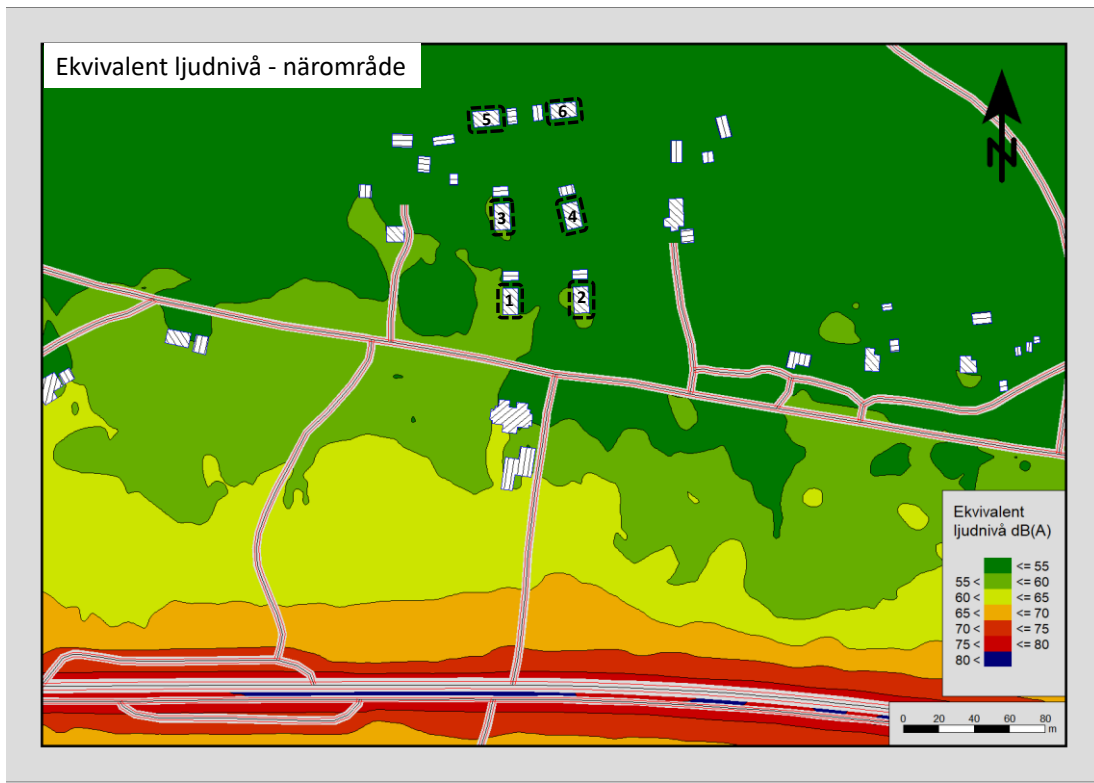 Ekvivalent ljudnivå - närområde
5
6
3
4
1
2
N
Ekvivalent
ljudnivå dB(A)
<= 55
55 < <= 60
60 < <= 65
65 < <= 70
70 < <= 75
75 < <= 80
80 <
0 20 40 60 80
m